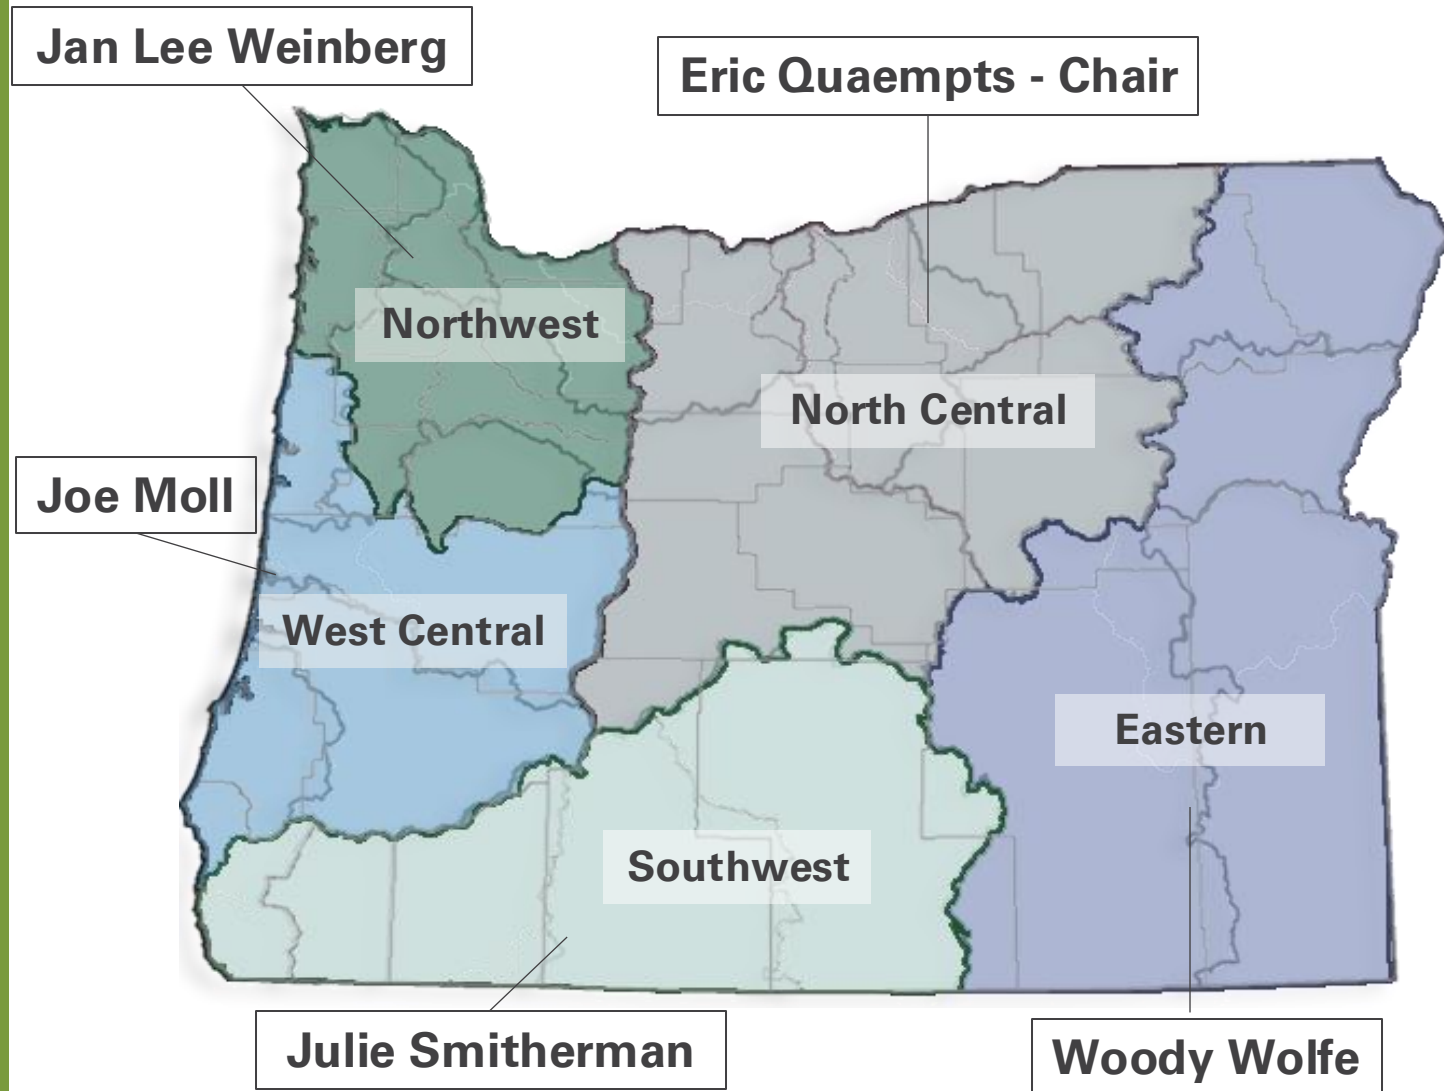 Jan Lee Weinberg
Eric Quaempts - Chair
Northwest
North Central
Joe Moll
West Central
Eastern
Southwest
Julie Smitherman
Woody Wolfe